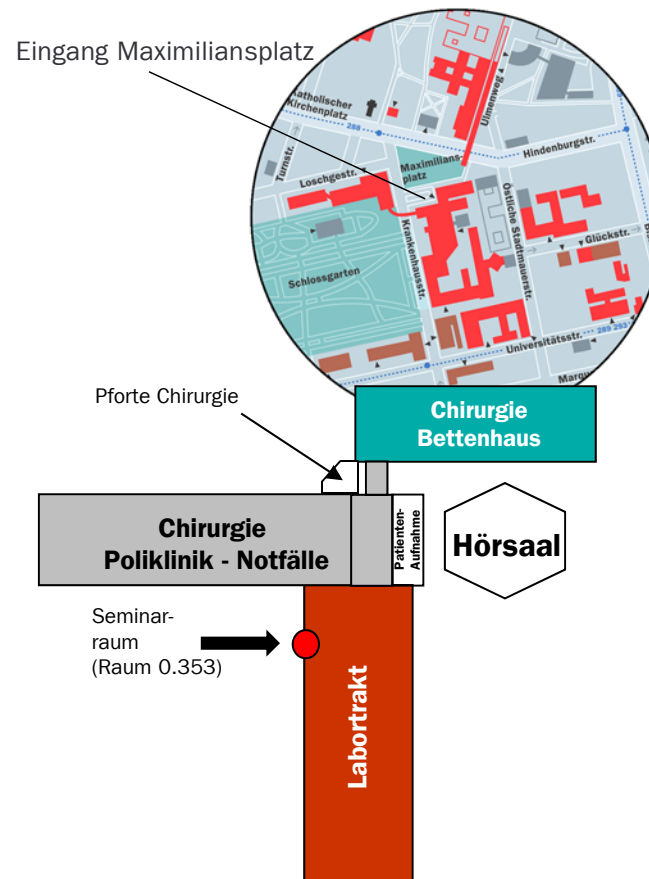 Eingang Maximiliansplatz
Katholischer
Kirchenplatz
288
Ulmenweg
Turnstr.
Hindenburgstr.
Maximilians-
platz
Loschgestr.
Östliche Stadtmauerstr.
Krankenhausstr.
Glückstr.
Schlossgarten
Universitätsstr.
289 293
Pforte Chirurgie
Chirurgie
Bettenhaus
Chirurgie
Poliklinik - Notfälle
Patienten-
Aufnahme
Hörsaal
Seminar-
raum
(Raum 0.353)
Labortrakt